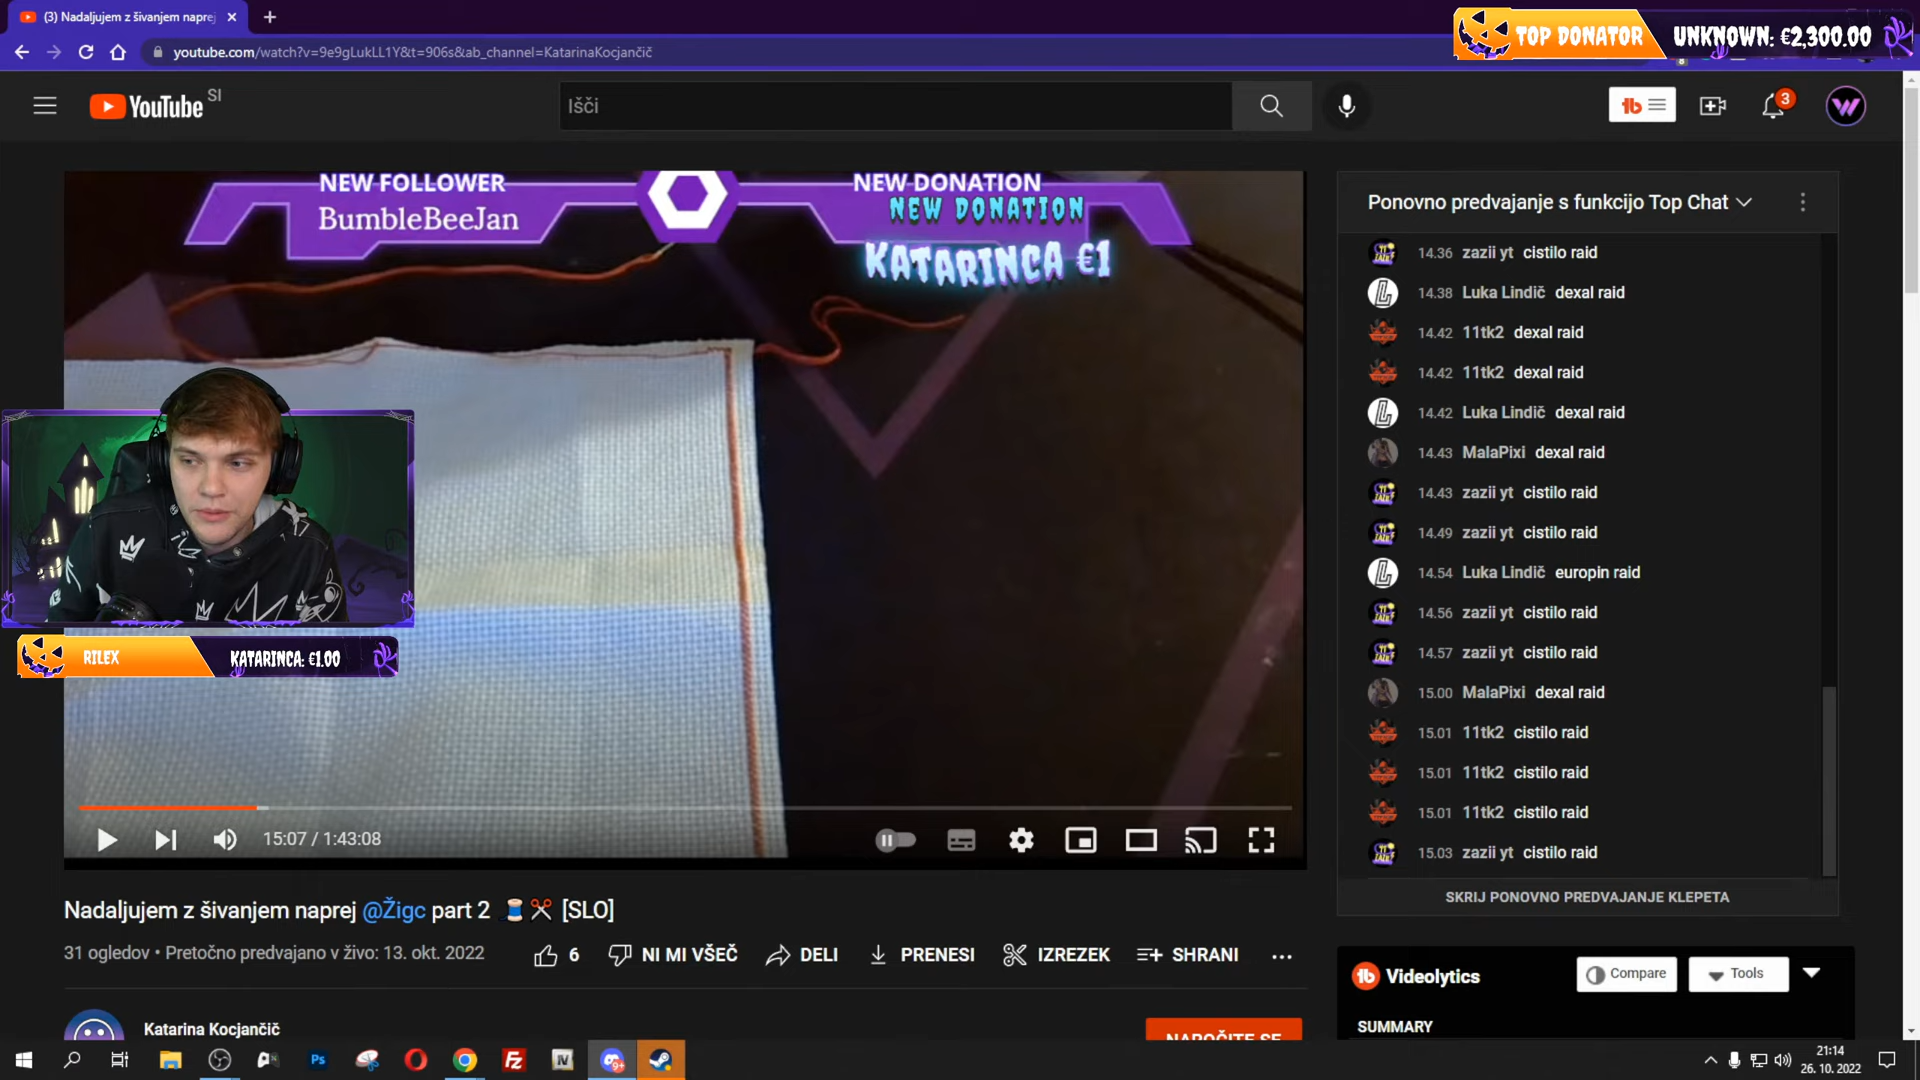 (3) Nadaljujem z šivanjem naprej
youtube.com/watch?v=9e9gLukLL1Y&t=906s&ab_channel=KatarinaKocjančič
TOP DONATOR
UNKNOWN: €2,300.00
YouTube SI
Išči
3
NEW FOLLOWER
BumbleBeeJan
NEW DONATION
NEW DONATION
KATARINCA €1
RILEX
KATARINCA: €1.00
15:07 / 1:43:08
Ponovno predvajanje s funkcijo Top Chat
14.36 zazii yt cistilo raid
14.38 Luka Lindič dexal raid
14.42 11tk2 dexal raid
14.42 11tk2 dexal raid
14.42 Luka Lindič dexal raid
14.43 MalaPixi dexal raid
14.43 zazii yt cistilo raid
14.49 zazii yt cistilo raid
14.54 Luka Lindič europin raid
14.56 zazii yt cistilo raid
14.57 zazii yt cistilo raid
15.00 MalaPixi dexal raid
15.01 11tk2 cistilo raid
15.01 11tk2 cistilo raid
15.01 11tk2 cistilo raid
15.03 zazii yt cistilo raid
SKRIJ PONOVNO PREDVAJANJE KLEPETA
Nadaljujem z šivanjem naprej @Žigc part 2 [SLO]
31 ogledov • Pretočno predvajano v živo: 13. okt. 2022
6
NI MI VŠEČ
DELI
PRENESI
IZREZEK
SHRANI
Katarina Kocjančič
NAROČITE SE
Videolytics
Compare
Tools
SUMMARY
Ps
21:14
26. 10. 2022